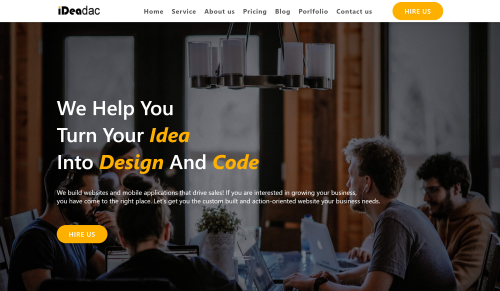 iDeadac
Home Service About us Pricing Blog Portfolio Contact us
HIRE US
We Help You
Turn Your Idea
Into Design And Code
We build websites and mobile applications that drive sales! If you are interested in growing your business,
you have come to the right place. Let's get you the custom built and action-oriented website your business needs.
HIRE US